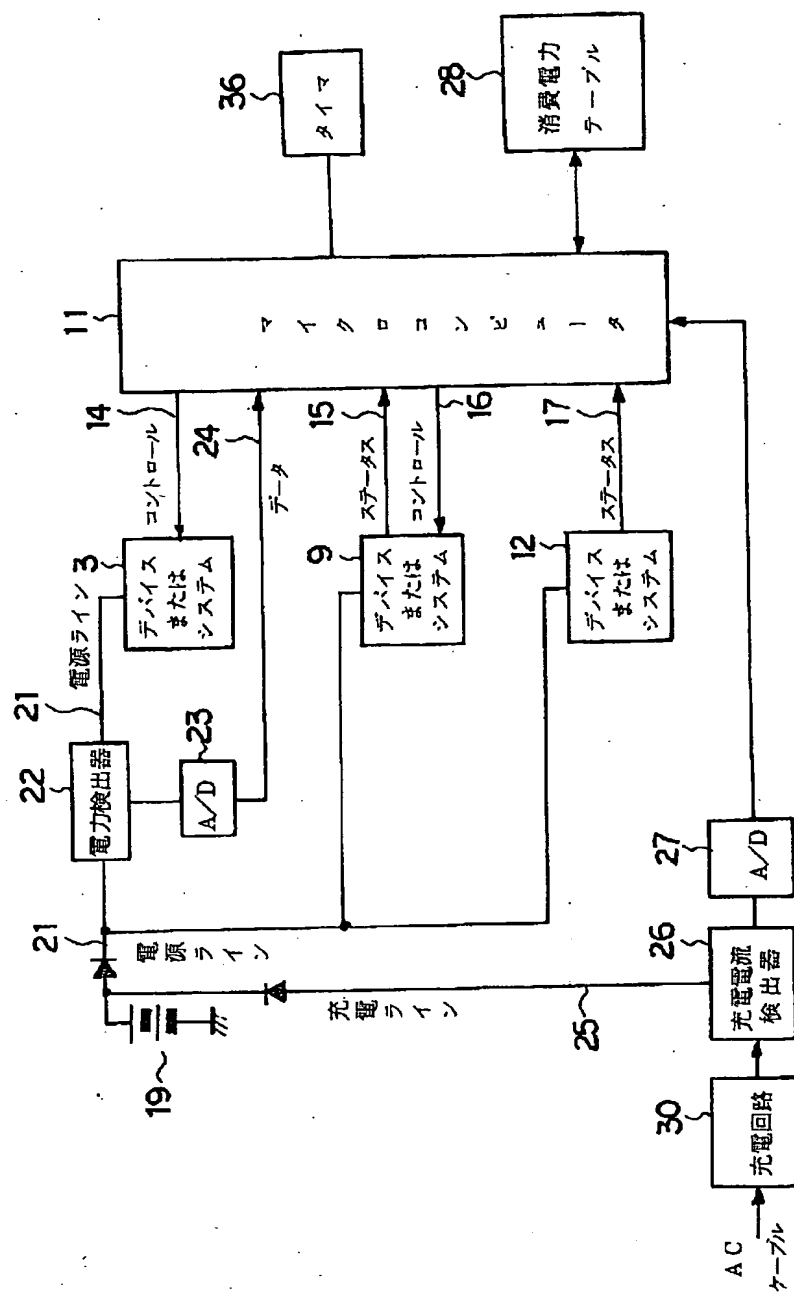 36
タイマ
28
消費電力
テーブル
11
マイクロコンピュータ
14
コントロール
24
データ
15
ステータス
16
コントロール
17
ステータス
21
電源ライン
3
デバイス
または
システム
9
デバイス
または
システム
12
デバイス
または
システム
22
電力検出器
23
A/D
21
電源ライン
19
充電ライン
25
27
A/D
26
充電電流
検出器
30
充電回路
AC
ケーブル